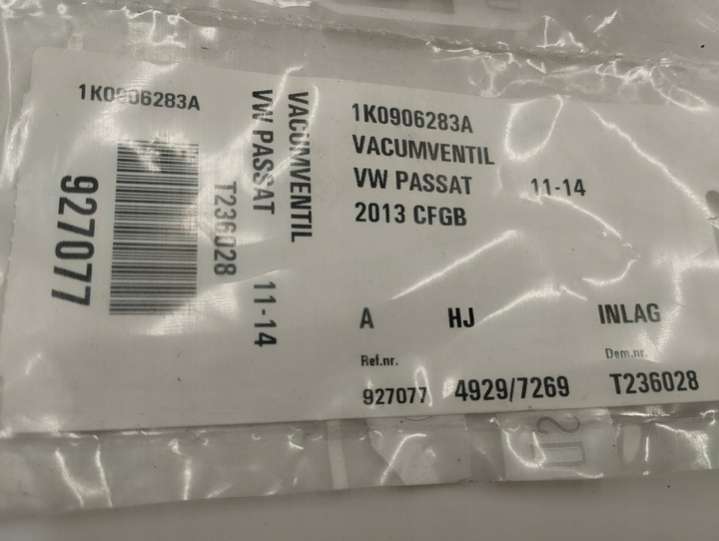 1K0906283A
927077
VACUMVENTIL
VW PASSAT 11-14
T236028
1K0906283A
VACUMVENTIL
VW PASSAT 11-14
2013 CFGB
A HJ INLAG
Ref.nr. Dem.nr.
927077 4929/7269 T236028